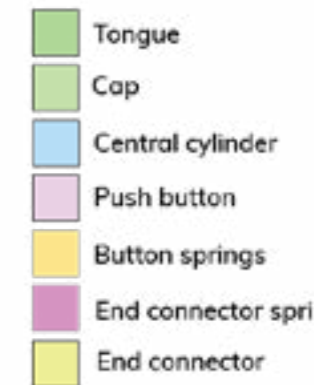 Tongue
Cap
Central cylinder
Push button
Button springs
End connector spri
End connector